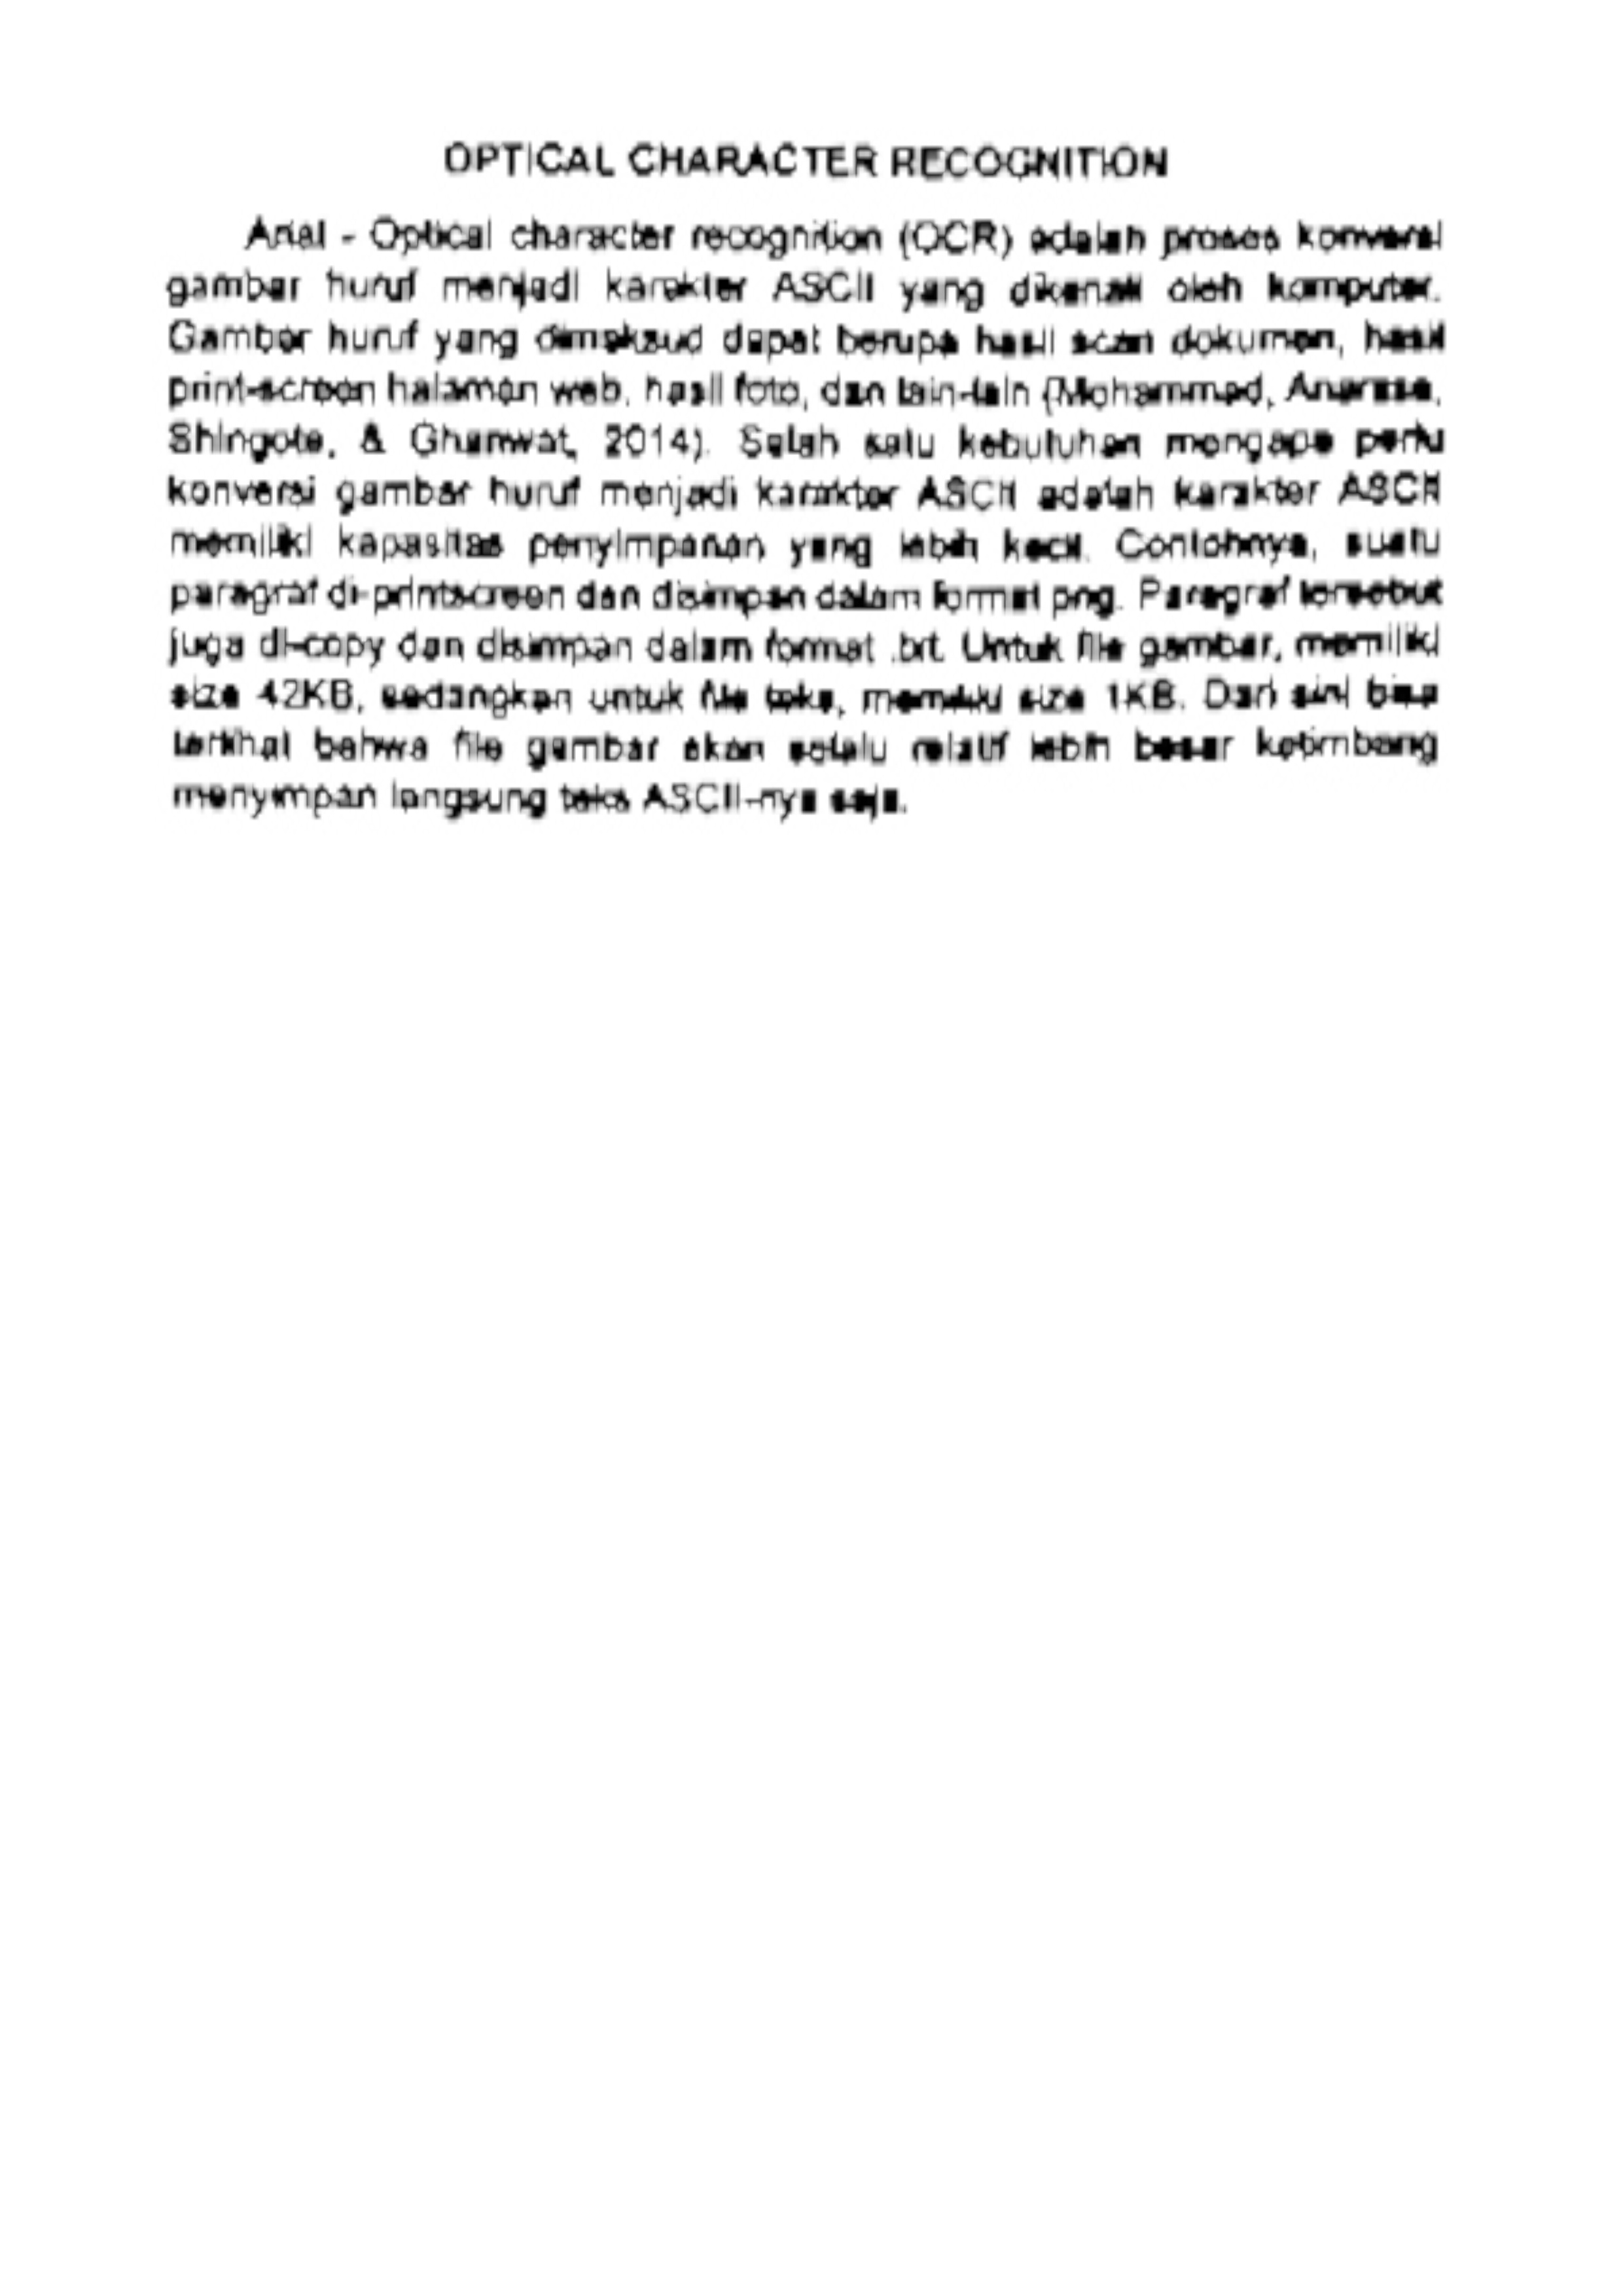 OPTICAL CHARACTER RECOGNITION
Arial - Optical character recognition (OCR) adalah proses konversi
gambar huruf menjadi karakter ASCII yang dikenali oleh komputer.
Gambar huruf yang dimaksud dapat berupa hasil scan dokumen, hasil
print-screen halaman web, hasil foto, dan lain-lain (Mohammad,
Shingote, & Ghanwat, 2014). Salah satu kebutuhan mengapa perlu
konversi gambar huruf menjadi karakter ASCII adalah karakter ASCII
memiliki kapasitas penyimpanan yang lebih kecil. Contohnya, suatu
paragraf di-printscreen dan disimpan dalam format png. Paragraf tersebut
juga di-copy dan disimpan dalam format .txt. Untuk file gambar, memiliki
size 42KB, sedangkan untuk file teks, memiliki size 1KB. Dari sini bisa
terlihat bahwa file gambar akan selalu relatif lebih besar ketimbang
menyimpan langsung teks ASCII-nya saja.